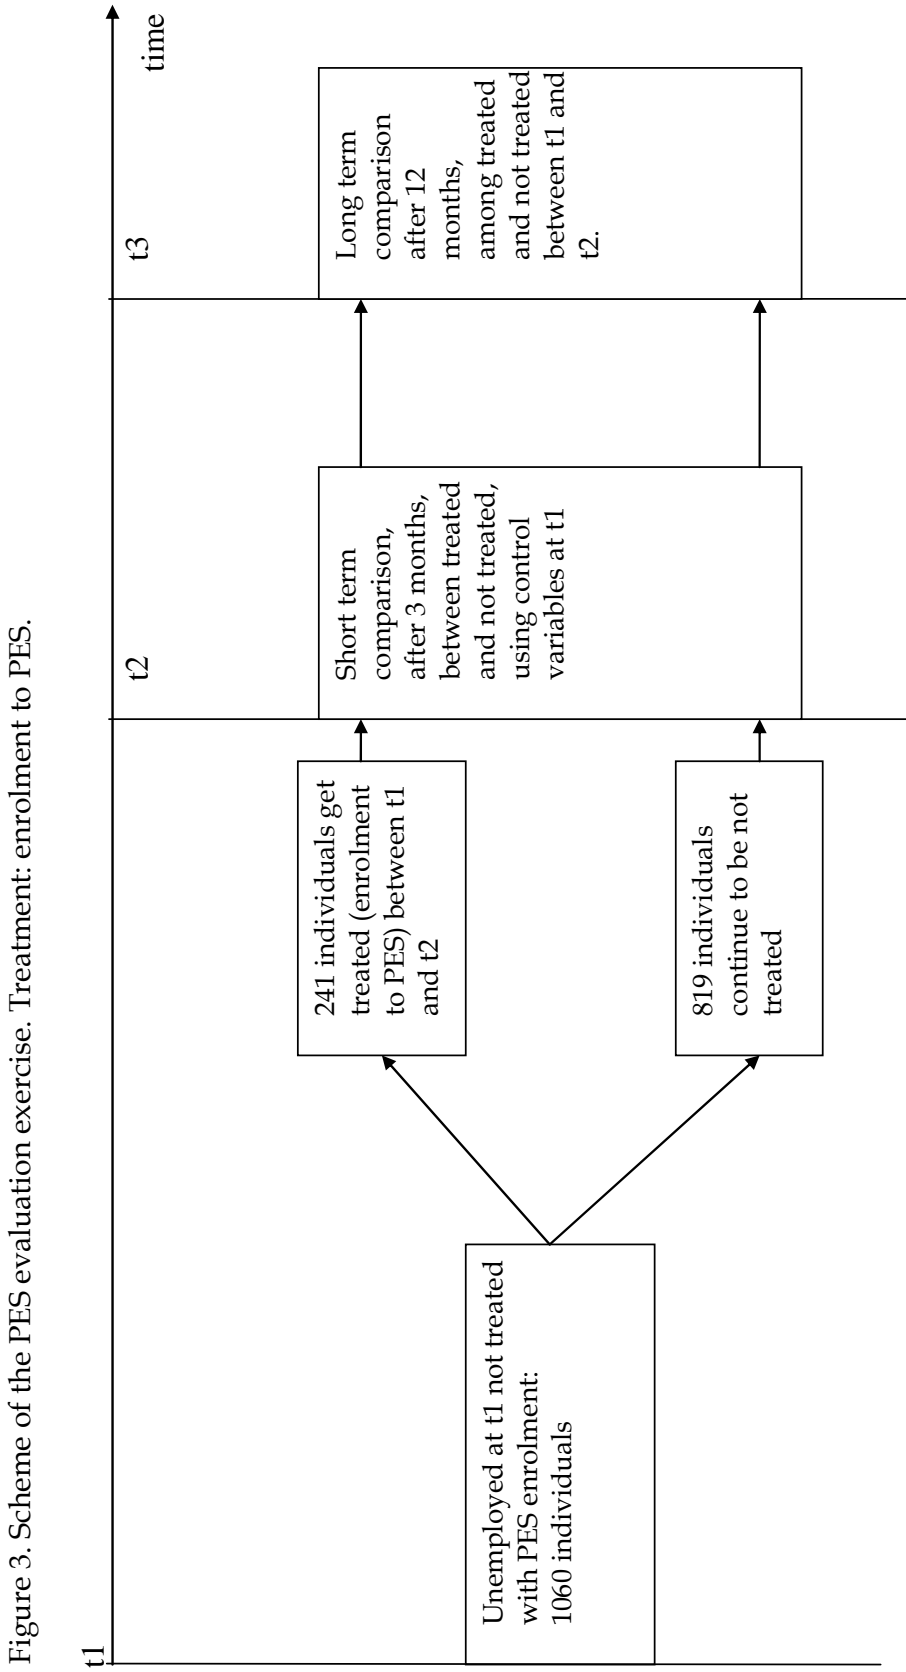 Figure 3. Scheme of the PES evaluation exercise. Treatment: enrolment to PES.
t1
t2
t3
time
Unemployed at t1 not treated
with PES enrolment:
1060 individuals
241 individuals get
treated (enrolment
to PES) between t1
and t2
819 individuals
continue to be not
treated
Short term
comparison,
after 3 months,
between treated
and not treated,
using control
variables at t1
Long term
comparison
after 12
months,
among treated
and not treated
between t1 and
t2.